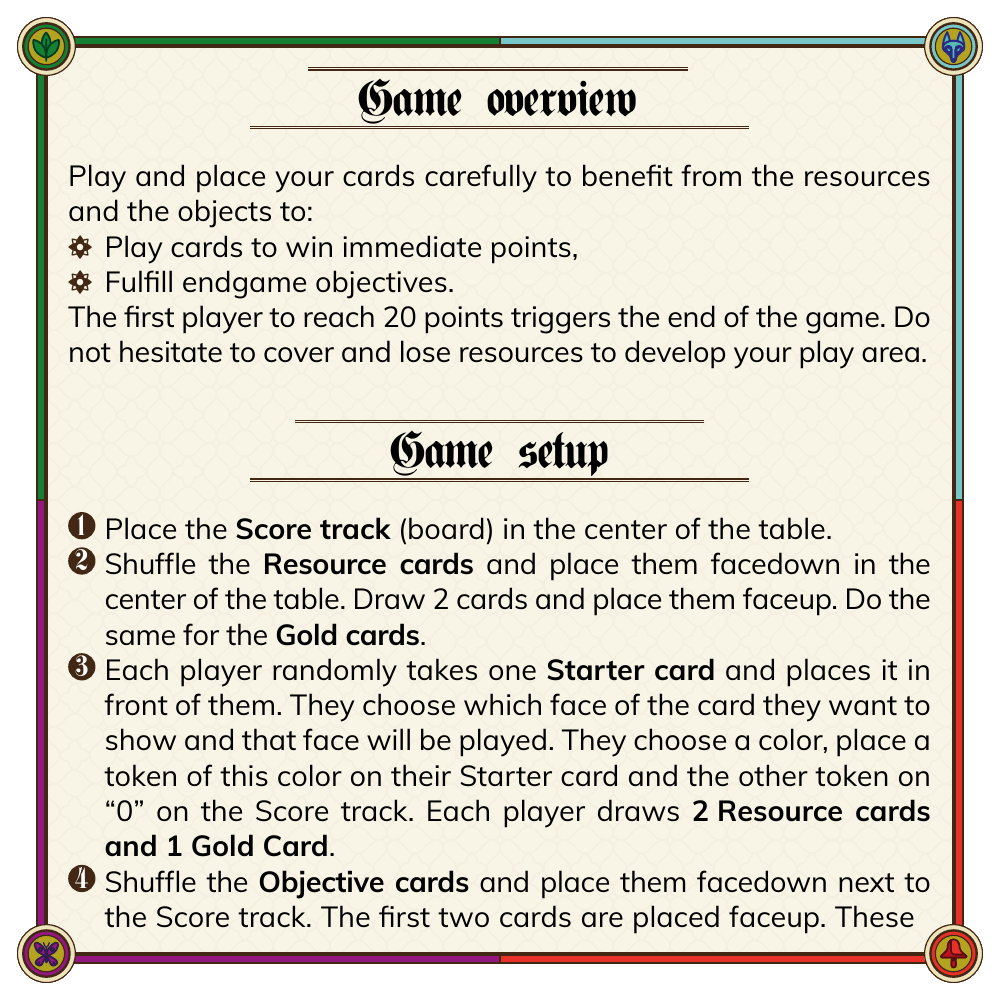 Game overview
Play and place your cards carefully to benefit from the resources
and the objects to:
Play cards to win immediate points,
Fulfill endgame objectives.
The first player to reach 20 points triggers the end of the game. Do
not hesitate to cover and lose resources to develop your play area.
Game setup
1 Place the Score track (board) in the center of the table.
2 Shuffle the Resource cards and place them facedown in the
center of the table. Draw 2 cards and place them faceup. Do the
same for the Gold cards.
3 Each player randomly takes one Starter card and places it in
front of them. They choose which face of the card they want to
show and that face will be played. They choose a color, place a
token of this color on their Starter card and the other token on
“0” on the Score track. Each player draws 2 Resource cards
and 1 Gold Card.
4 Shuffle the Objective cards and place them facedown next to
the Score track. The first two cards are placed faceup. These